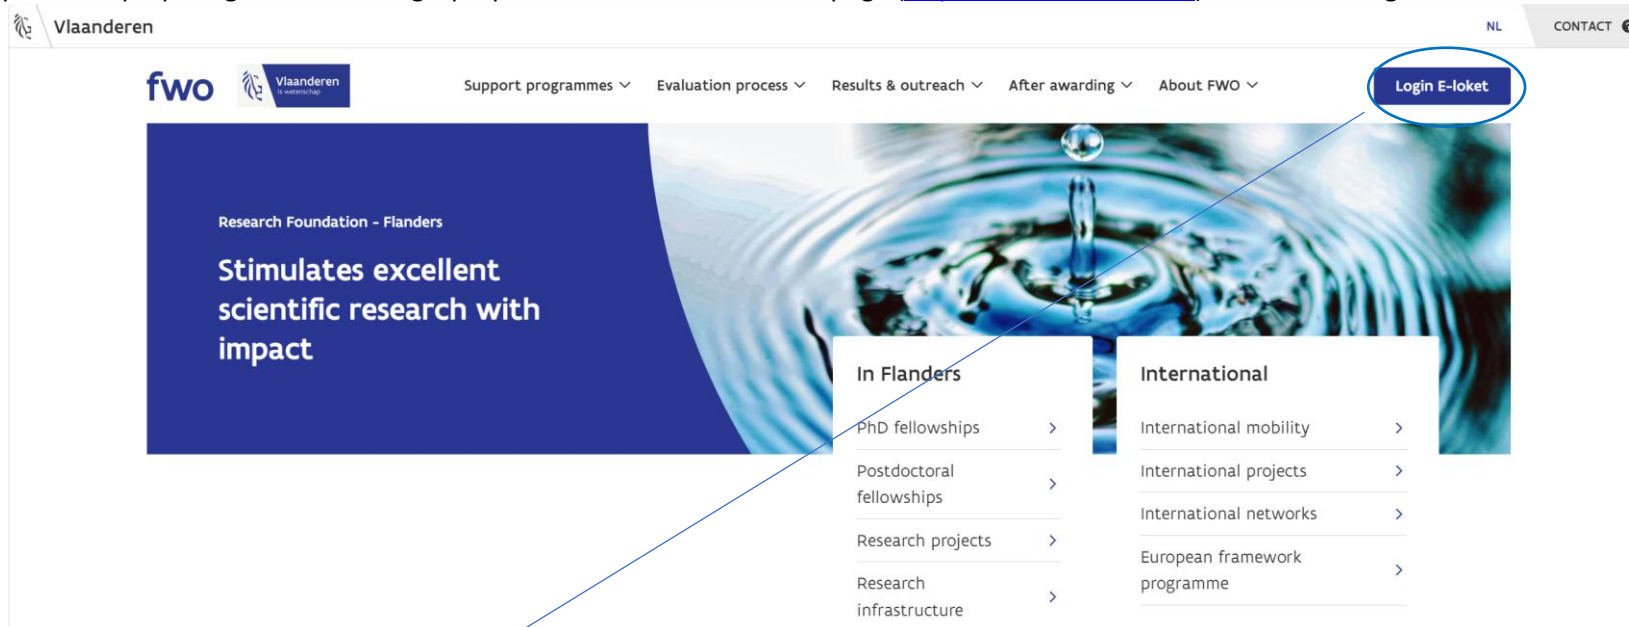 Vlaanderen
NL
CONTACT
fwo
Vlaanderen
is wetenschap
Support programmes
Evaluation process
Results & outreach
After awarding
About FWO
Login E-loket
Research Foundation - Flanders
Stimulates excellent
scientific research with
impact
In Flanders
PhD fellowships
Postdoctoral
fellowships
Research projects
Research
infrastructure
International
International mobility
International projects
International networks
European framework
programme